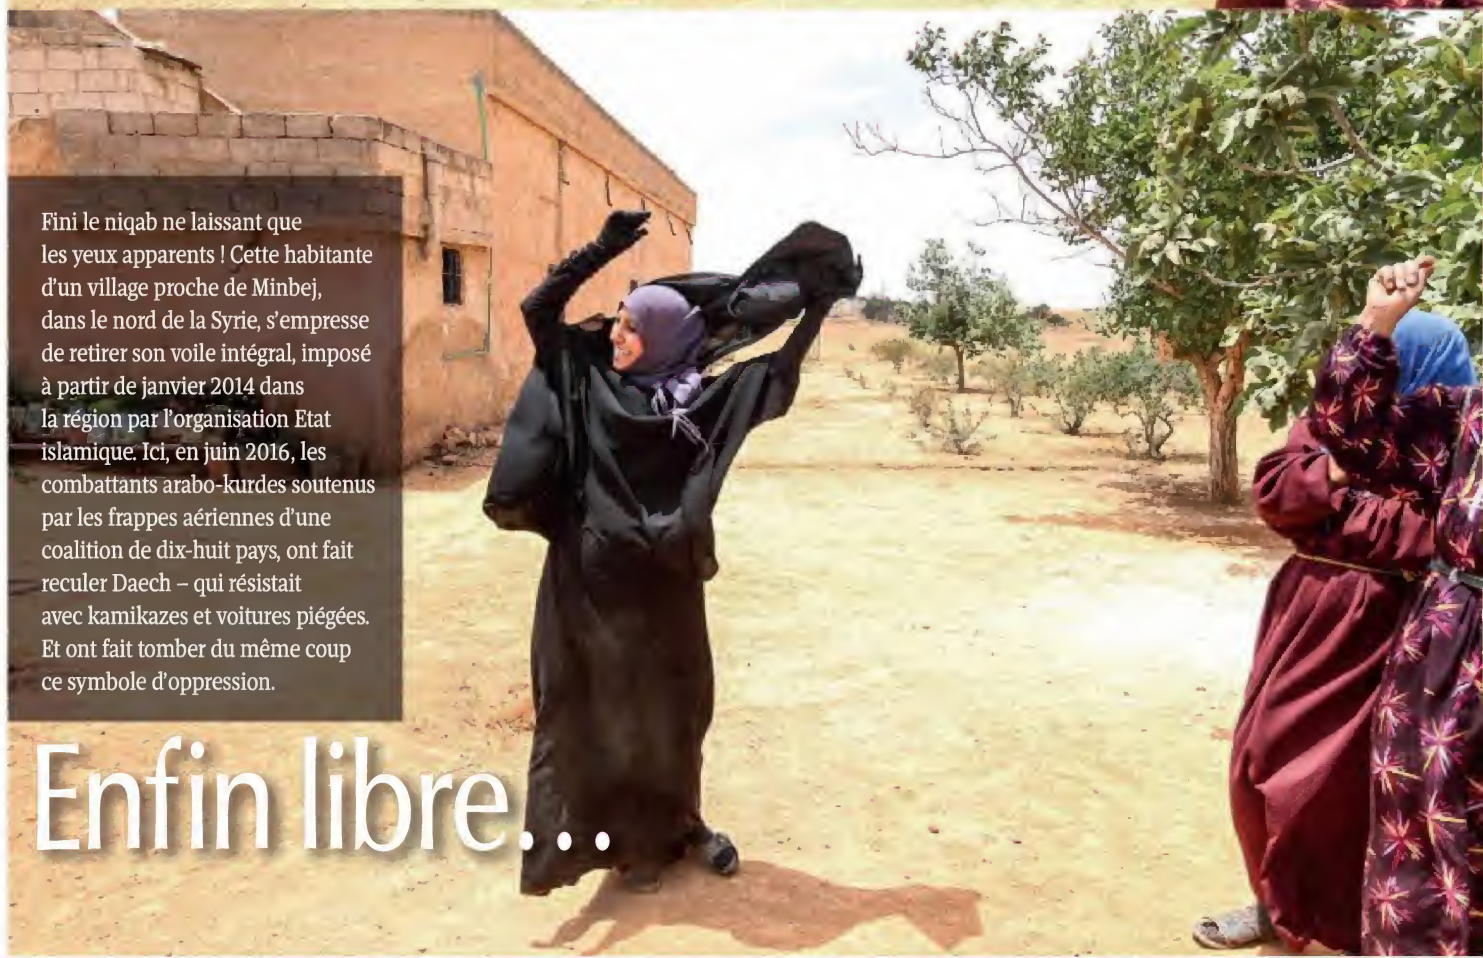 Fini le niqab ne laissant que
les yeux apparents ! Cette habitante
d’un village proche de Minbej,
dans le nord de la Syrie, s’empresse
de retirer son voile intégral, imposé
à partir de janvier 2014 dans
la région par l’organisation Etat
islamique. Ici, en juin 2016, les
combattants arabo-kurdes soutenus
par les frappes aériennes d’une
coalition de dix-huit pays, ont fait
reculer Daech – qui résistait
avec kamikazes et voitures piégées.
Et ont fait tomber du même coup
ce symbole d’oppression.
Enfin libre...